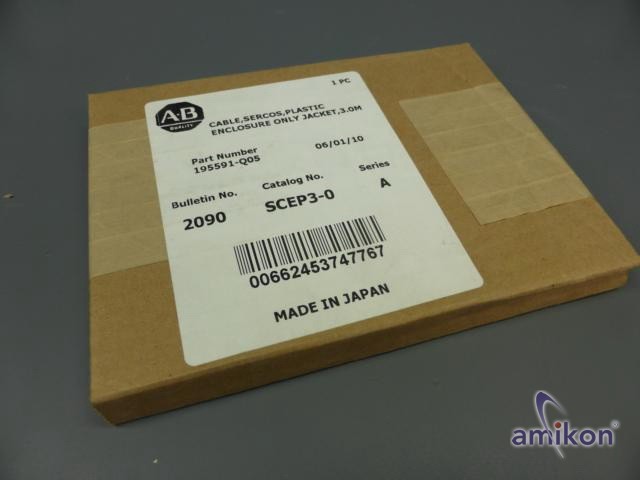 1 PC
A-B
QUALITY
CABLE,SERCOS,PLASTIC
ENCLOSURE ONLY JACKET,3.0M
Part Number 06/01/10
195591-Q05
Bulletin No. Catalog No. Series
2090 SCEP3-0 A
00662453747767
MADE IN JAPAN
amikon